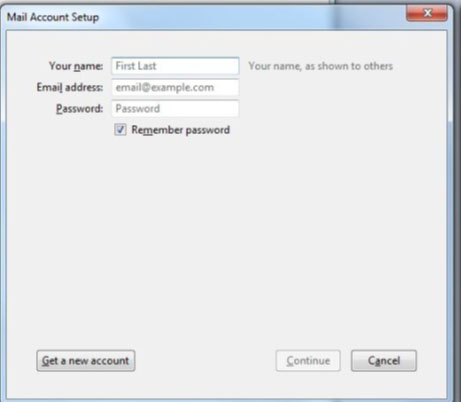 Mail Account Setup
Your name: First Last Your name, as shown to others
Email address: email@example.com
Password: Password
Remember password
Get a new account Continue Cancel